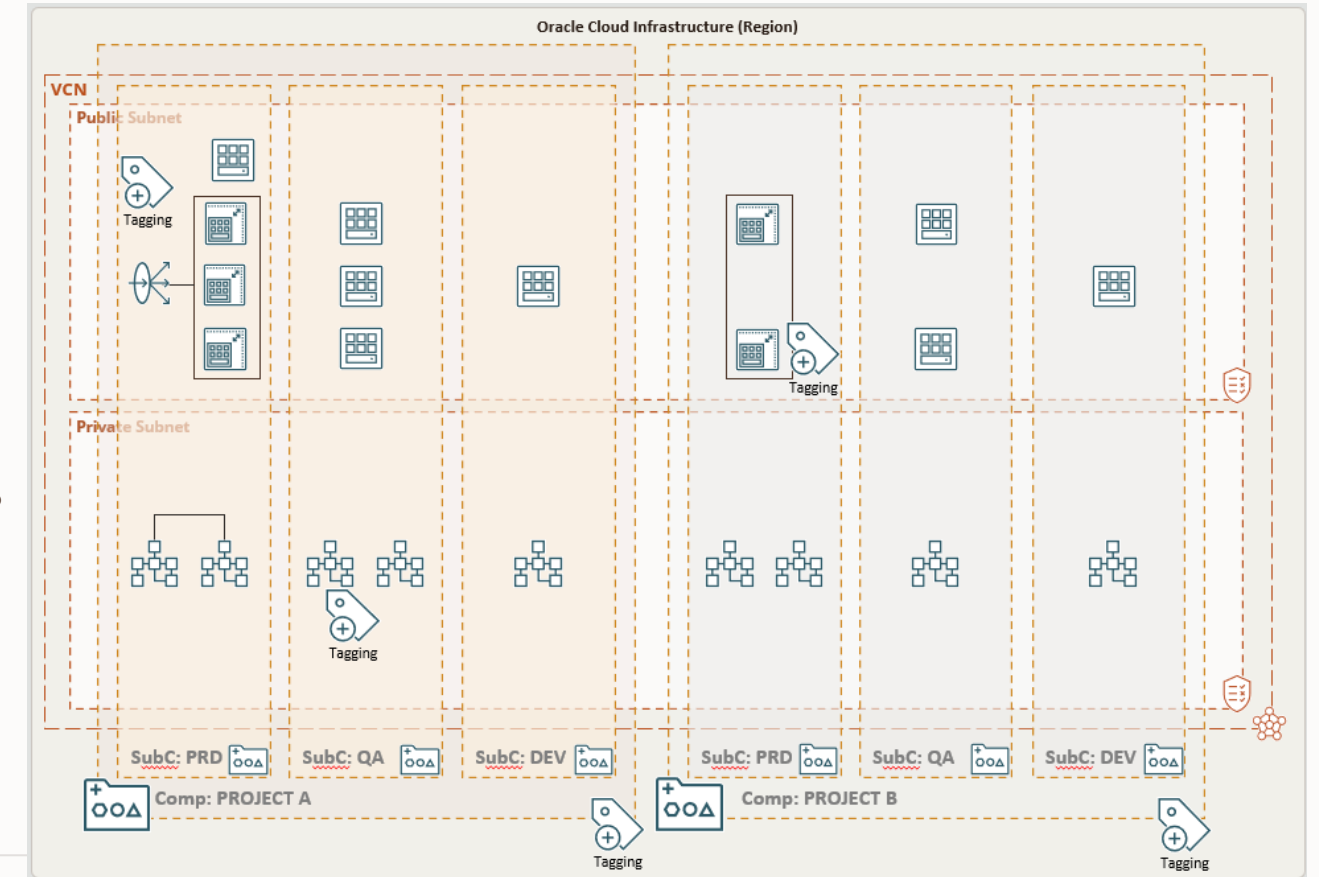 Oracle Cloud Infrastructure (Region)
VCN
Public Subnet
Tagging
Tagging
Private Subnet
Tagging
SubC: PRD
SubC: QA
SubC: DEV
SubC: PRD
SubC: QA
SubC: DEV
Comp: PROJECT A
Comp: PROJECT B
Tagging
Tagging